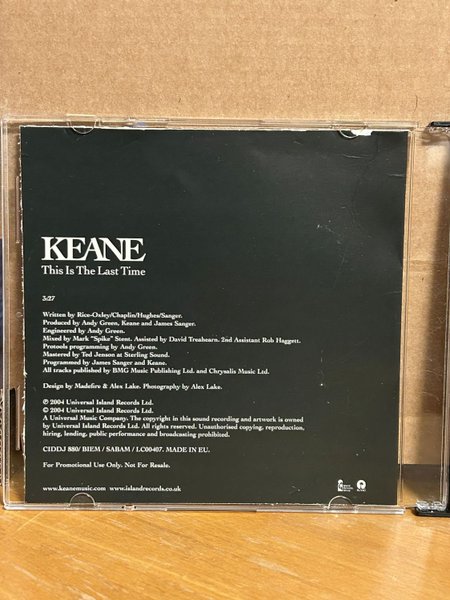 KEANE
This Is The Last Time
3:27
Written by Rice-Oxley/Chaplin/Hughes/Sanger.
Produced by Andy Green, Keane and James Sanger.
Engineered by Andy Green.
Mixed by Mark "Spike" Stent. Assisted by David Treahearn. 2nd Assistant Rob Haggett.
Protools programming by Andy Green.
Mastered by Ted Jenson at Sterling Sound.
Programmed by James Sanger and Keane.
All tracks published by BMG Music Publishing Ltd. and Chrysalis Music Ltd.
Design by Madefire & Alex Lake. Photography by Alex Lake.
℗ 2004 Universal Island Records Ltd.
© 2004 Universal Island Records Ltd.
A Universal Music Company. The copyright in this sound recording and artwork is owned
by Universal Island Records Ltd. All rights reserved. Unauthorised copying, reproduction,
hiring, lending, public performance and broadcasting prohibited.
CIDDJ 880/ BIEM / SABAM / LC00407. MADE IN EU.
For Promotional Use Only. Not For Resale.
www.keanemusic.com www.islandrecords.co.uk